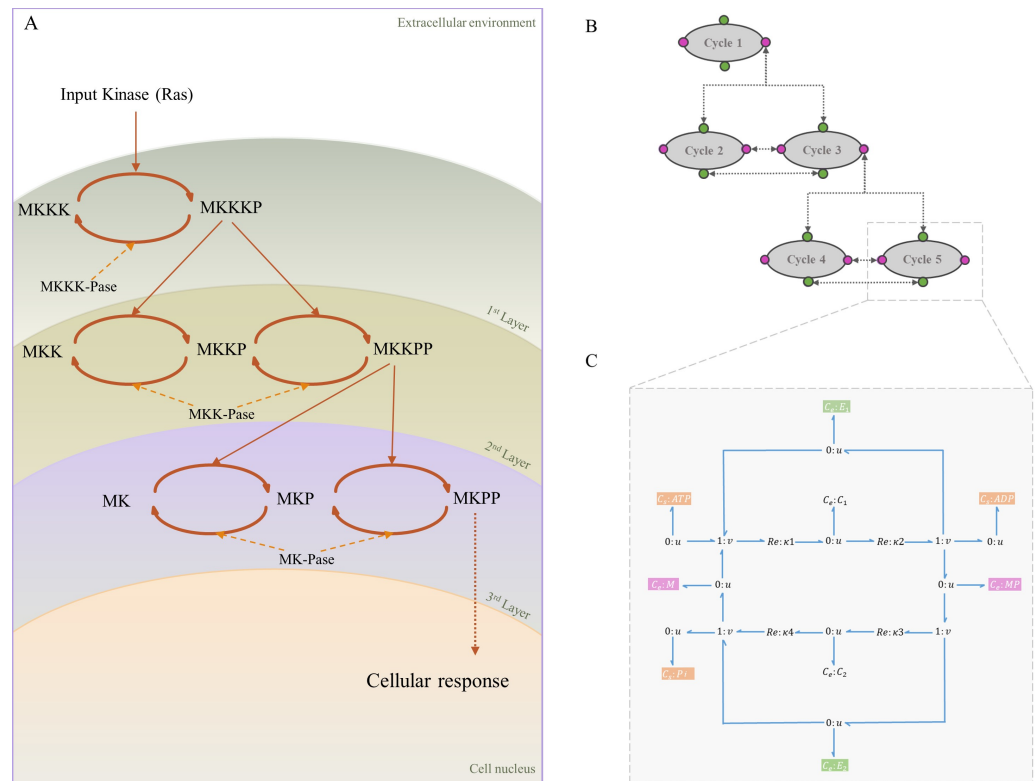 A
Extracellular environment
Input Kinase (Ras)
MKKK
MKKKP
MKKK-Pase
1st Layer
MKK
MKKP
MKKPP
MKK-Pase
2nd Layer
MK
MKP
MKPP
MK-Pase
3rd Layer
Cellular response
Cell nucleus
B
Cycle 1
Cycle 2
Cycle 3
Cycle 4
Cycle 5
C
Ce:E1
0:u
Cs:ATP
Ce:C1
Cs:ADP
0:u 1:v Re:κ1 0:u Re:κ2 1:v 0:u
Ce:M 0:u 0:u Ce:MP
0:u 1:v Re:κ4 0:u Re:κ3 1:v
Cs:Pi
Ce:C2
0:u
Ce:E2